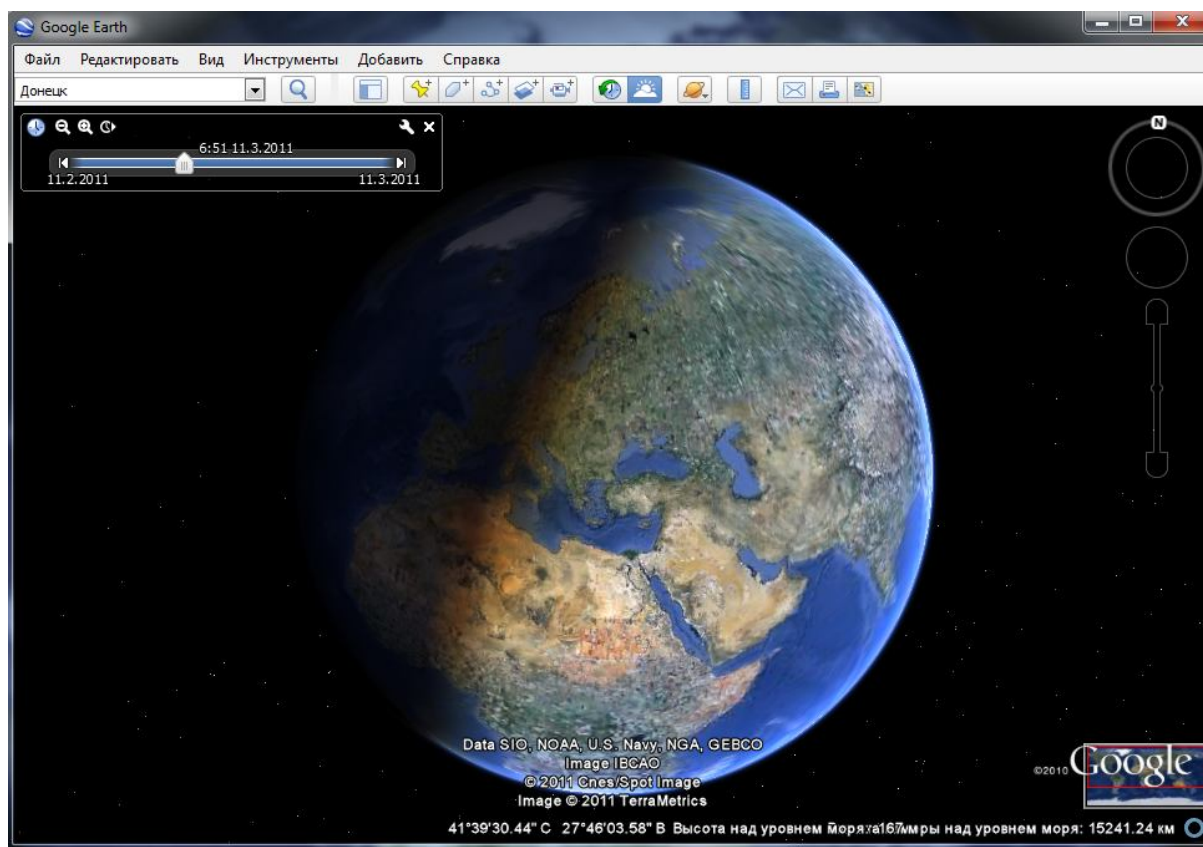 Google Earth
Файл Редактировать Вид Инструменты Добавить Справка
Донецк
6:51 11.3.2011
11.2.2011 11.3.2011
N
Data SIO, NOAA, U.S. Navy, NGA, GEBCO
Image IBCAO
© 2011 Cnes/Spot Image
Image © 2011 TerraMetrics
©2010 Google
41°39'30.44" С 27°46'03.58" В Высота над уровнем моря: 167 над уровнем моря: 15241.24 км